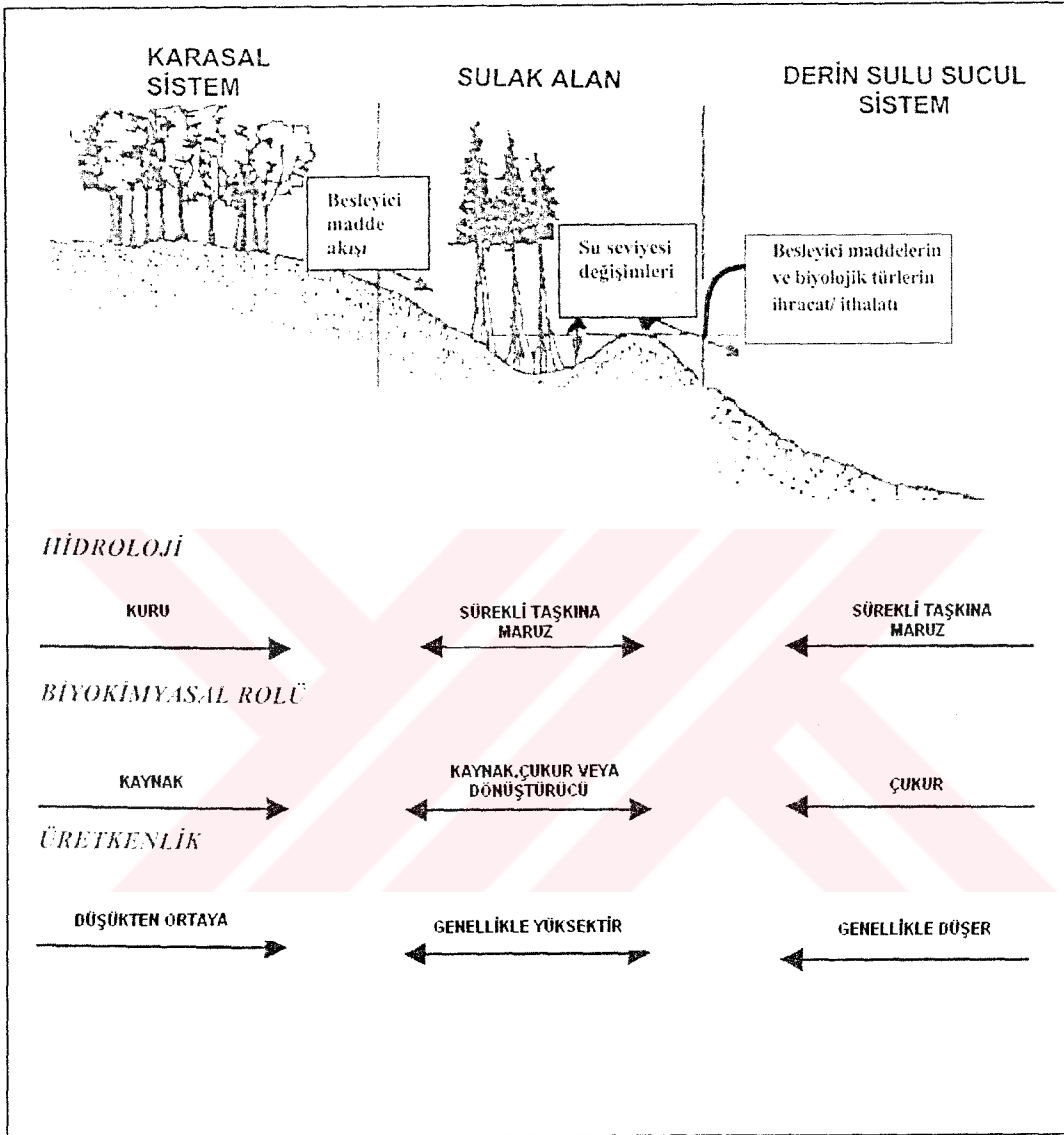 KARASAL
SİSTEM
SULAK ALAN
DERİN SULU SUCUL
SİSTEM
Besleyici
madde
akışı
Su seviyesi
değişimleri
Besleyici maddelerin
ve biyolojik türlerin
ihracat/ ithalatı
HİDROLOJİ
KURU
SÜREKLİ TAŞKINA
MARUZ
SÜREKLİ TAŞKINA
MARUZ
BİYOKİMYASAL ROLÜ
KAYNAK
KAYNAK,ÇUKUR VEYA
DÖNÜŞTÜRÜCÜ
ÇUKUR
ÜRETKENLİK
DÜŞÜKTEN ORTAYA
GENELLİKLE YÜKSEKTİR
GENELLİKLE DÜŞER